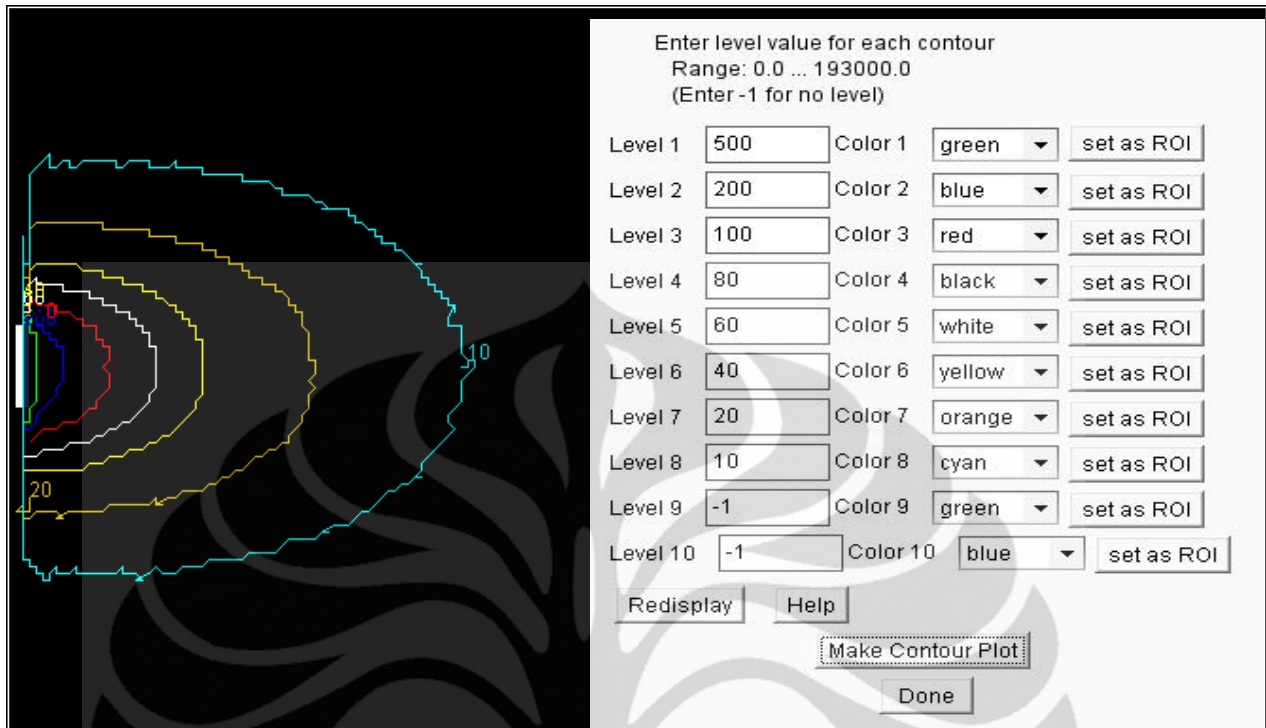 Enter level value for each contour
Range: 0.0 ... 193000.0
(Enter -1 for no level)
Level 1 500 Color 1 green set as ROI
Level 2 200 Color 2 blue set as ROI
Level 3 100 Color 3 red set as ROI
Level 4 80 Color 4 black set as ROI
Level 5 60 Color 5 white set as ROI
Level 6 40 Color 6 yellow set as ROI
Level 7 20 Color 7 orange set as ROI
Level 8 10 Color 8 cyan set as ROI
Level 9 -1 Color 9 green set as ROI
Level 10 -1 Color 10 blue set as ROI
Redisplay Help
Make Contour Plot
Done
10
20